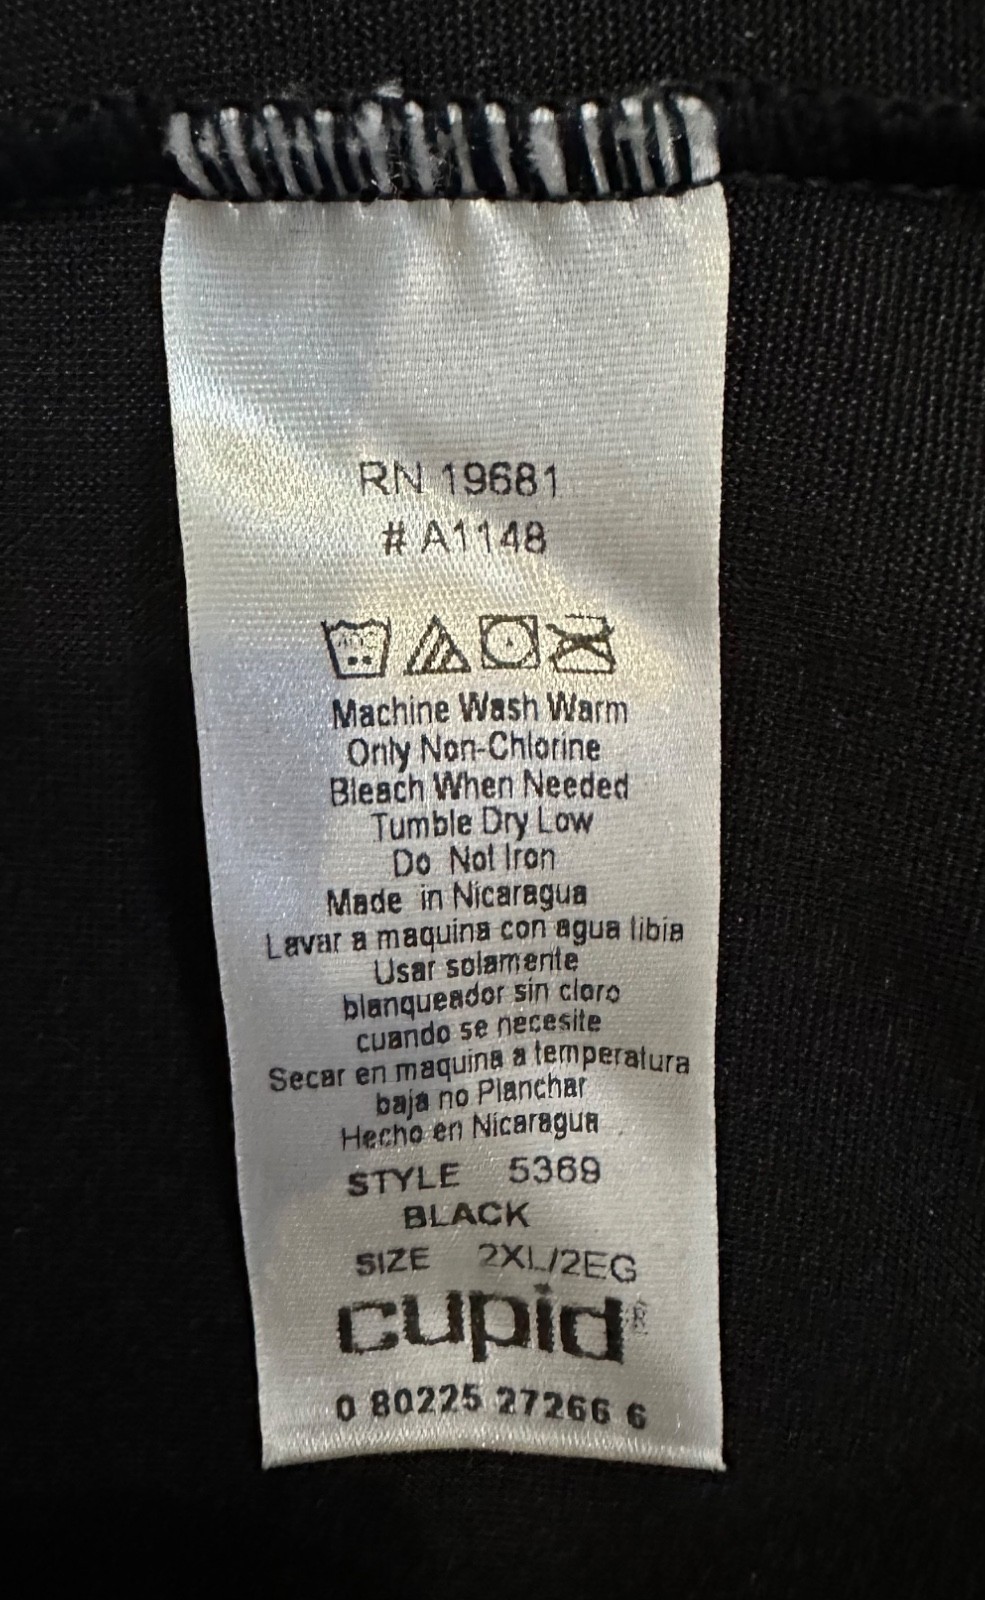 RN 19681
# A1148
Machine Wash Warm
Only Non-Chlorine
Bleach When Needed
Tumble Dry Low
Do Not Iron
Made in Nicaragua
Lavar a maquina con agua libia
Usar solamente
blanqueador sin cloro
cuando se necesite
Secar en maquina a temperatura
baja no Planchar
Hecho en Nicaragua
STYLE 5369
BLACK
SIZE 2XL/2EG
cupid®
0 80225 27266 6